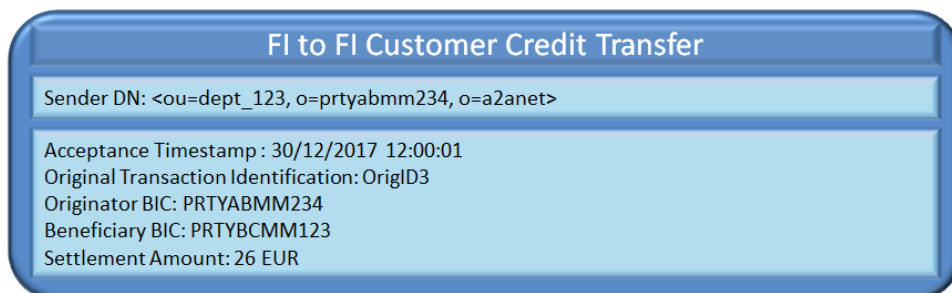 FI to FI Customer Credit Transfer
Sender DN: <ou=dept_123, o=prtyabmm234, o=a2anet>
Acceptance Timestamp : 30/12/2017 12:00:01
Original Transaction Identification: OrigID3
Originator BIC: PRTYABMM234
Beneficiary BIC: PRTYBCMM123
Settlement Amount: 26 EUR